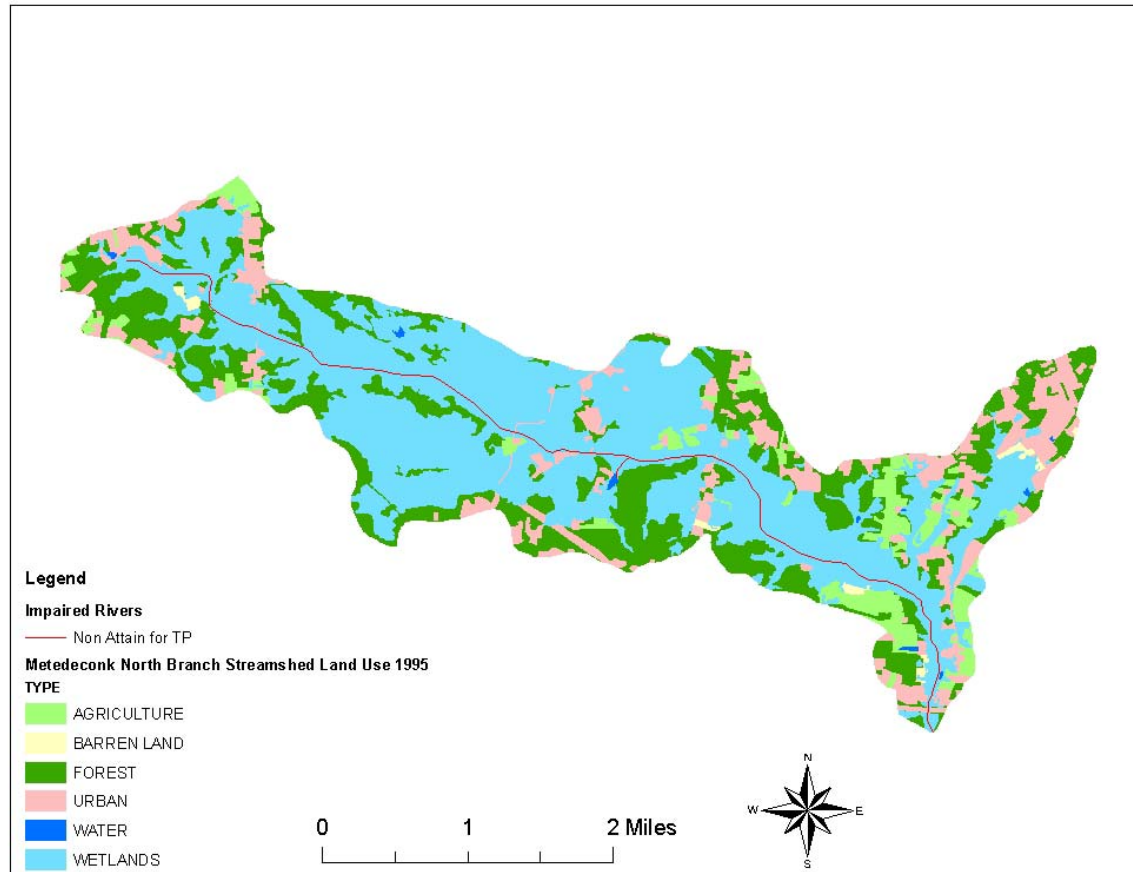 Legend
Impaired Rivers
Non Attain for TP
Metedeconk North Branch Streamshed Land Use 1995
TYPE
AGRICULTURE
BARREN LAND
FOREST
URBAN
WATER
WETLANDS
0 1 2 Miles
N
W E
S